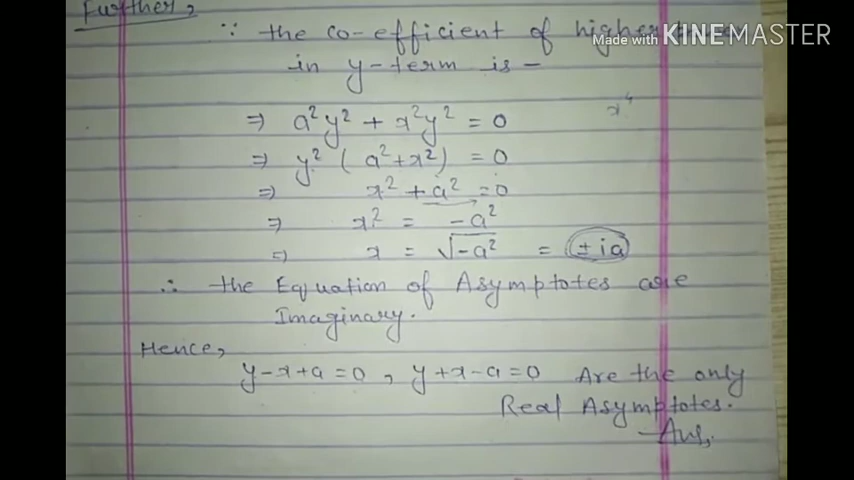 Further,
∵ the co-efficient of
Made with KINEMASTER
in y-term is -
⇒ a²y² + x²y² = 0
x⁴
⇒ y² ( a² + x² ) = 0
⇒ x² + a² = 0
⇒ x² = -a²
⇒ x = √-a² = ±ia
∴ the Equation of Asymptotes are
Imaginary.
Hence,
y-x+a=0 , y+x-a=0 Are the only
Real Asymptotes.
-Ans,